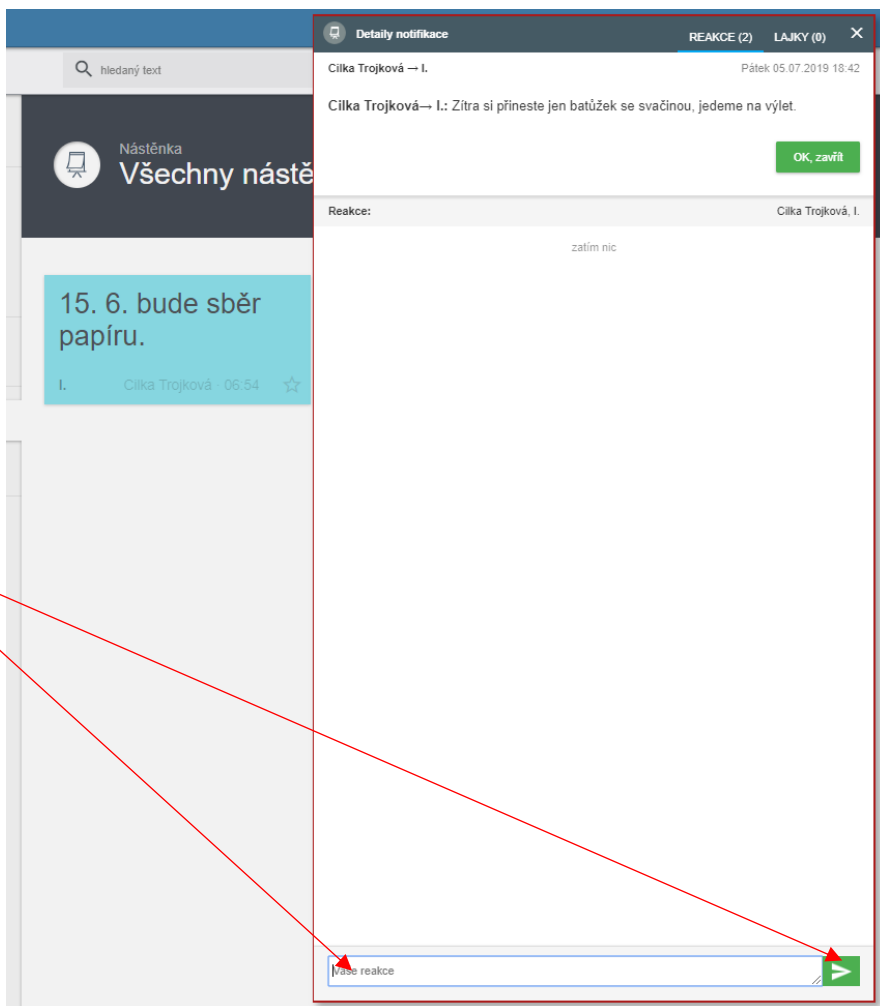 hledaný text
Nástěnka
Všechny nástě
15. 6. bude sběr
papíru.
I. Cilka Trojková · 06:54
Detaily notifikace REAKCE (2) LAJKY (0)
Cilka Trojková → I. Pátek 05.07.2019 18:42
Cilka Trojková→ I.: Zítra si přineste jen batůžek se svačinou, jedeme na výlet.
OK, zavřít
Reakce: Cilka Trojková, I.
zatím nic
Vaše reakce